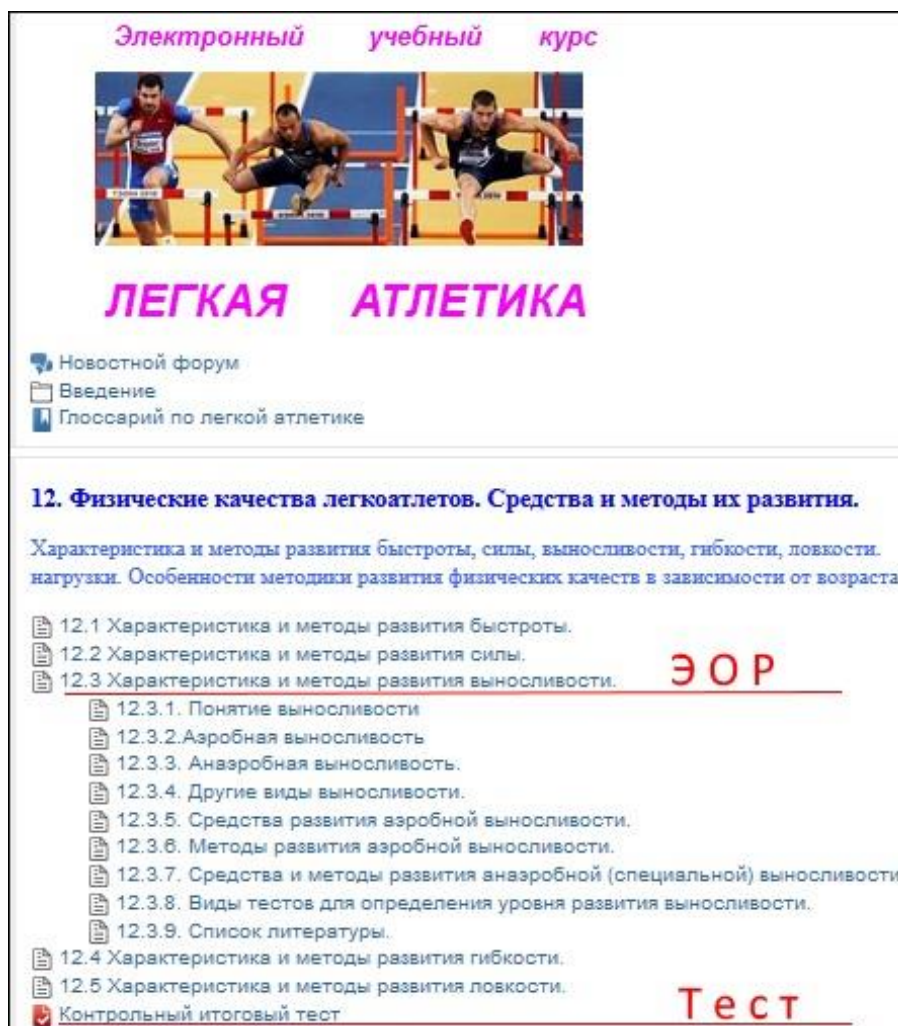 Электронный учебный курс
ЛЕГКАЯ АТЛЕТИКА
Новостной форум
Введение
Глоссарий по легкой атлетике
12. Физические качества легкоатлетов. Средства и методы их развития.
Характеристика и методы развития быстроты, силы, выносливости, гибкости, ловкости.
нагрузки. Особенности методики развития физических качеств в зависимости от возраста
12.1 Характеристика и методы развития быстроты.
12.2 Характеристика и методы развития силы.
12.3 Характеристика и методы развития выносливости.
Э О Р
12.3.1. Понятие выносливости
12.3.2.Аэробная выносливость
12.3.3. Анаэробная выносливость.
12.3.4. Другие виды выносливости.
12.3.5. Средства развития аэробной выносливости.
12.3.6. Методы развития аэробной выносливости.
12.3.7. Средства и методы развития анаэробной (специальной) выносливости
12.3.8. Виды тестов для определения уровня развития выносливости.
12.3.9. Список литературы.
12.4 Характеристика и методы развития гибкости.
12.5 Характеристика и методы развития ловкости.
Контрольный итоговый тест
Тест